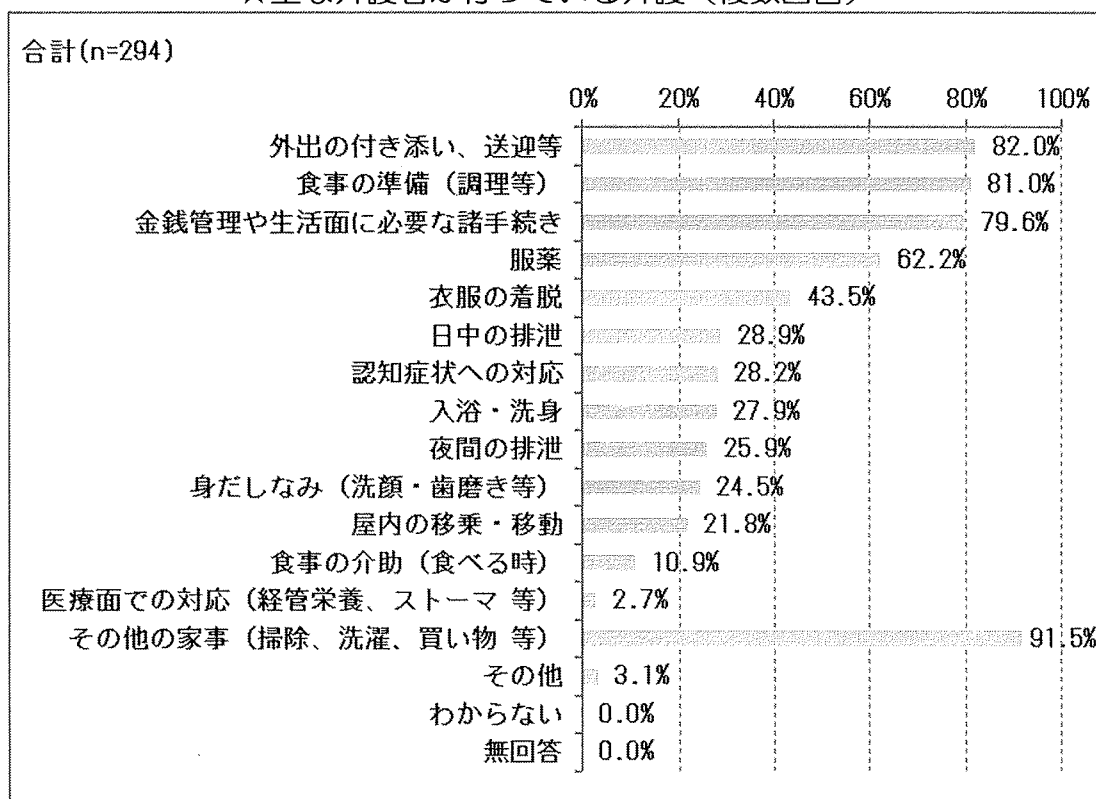 合計(n=294)
0% 20% 40% 60% 80% 100%
外出の付き添い、送迎等 82.0%
食事の準備（調理等） 81.0%
金銭管理や生活面に必要な諸手続き 79.6%
服薬 62.2%
衣服の着脱 43.5%
日中の排泄 28.9%
認知症状への対応 28.2%
入浴・洗身 27.9%
夜間の排泄 25.9%
身だしなみ（洗顔・歯磨き等） 24.5%
屋内の移乗・移動 21.8%
食事の介助（食べる時） 10.9%
医療面での対応（経管栄養、ストーマ 等） 2.7%
その他の家事（掃除、洗濯、買い物 等） 91.5%
その他 3.1%
わからない 0.0%
無回答 0.0%